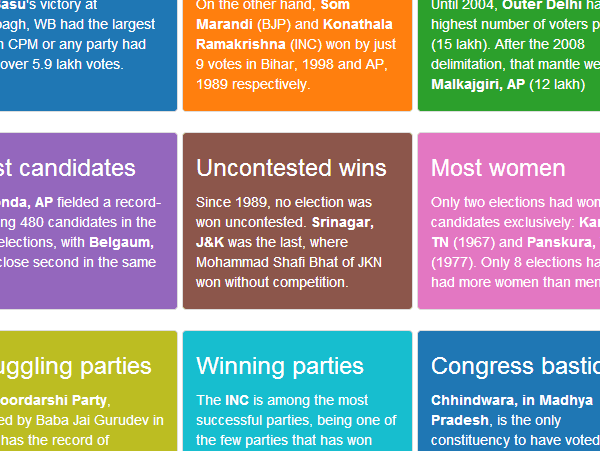 Basu's victory at
bagh, WB had the largest
CPM or any party had
over 5.9 lakh votes.
On the other hand, Som
Marandi (BJP) and Konathala
Ramakrishna (INC) won by just
9 votes in Bihar, 1998 and AP,
1989 respectively.
Until 2004, Outer Delhi ha
highest number of voters p
(15 lakh). After the 2008
delimitation, that mantle we
Malkajgiri, AP (12 lakh)
st candidates
nda, AP fielded a record-
ng 480 candidates in the
elections, with Belgaum,
close second in the same
Uncontested wins
Since 1989, no election was
won uncontested. Srinagar,
J&K was the last, where
Mohammad Shafi Bhat of JKN
won without competition.
Most women
Only two elections had wom
candidates exclusively: Kar
TN (1967) and Panskura,
(1977). Only 8 elections ha
had more women than men
uggling parties
oordarshi Party,
ed by Baba Jai Gurudev in
has the record of
Winning parties
The INC is among the most
successful parties, being one of
the few parties that has won
Congress bastio
Chhindwara, in Madhya
Pradesh, is the only
constituency to have voted